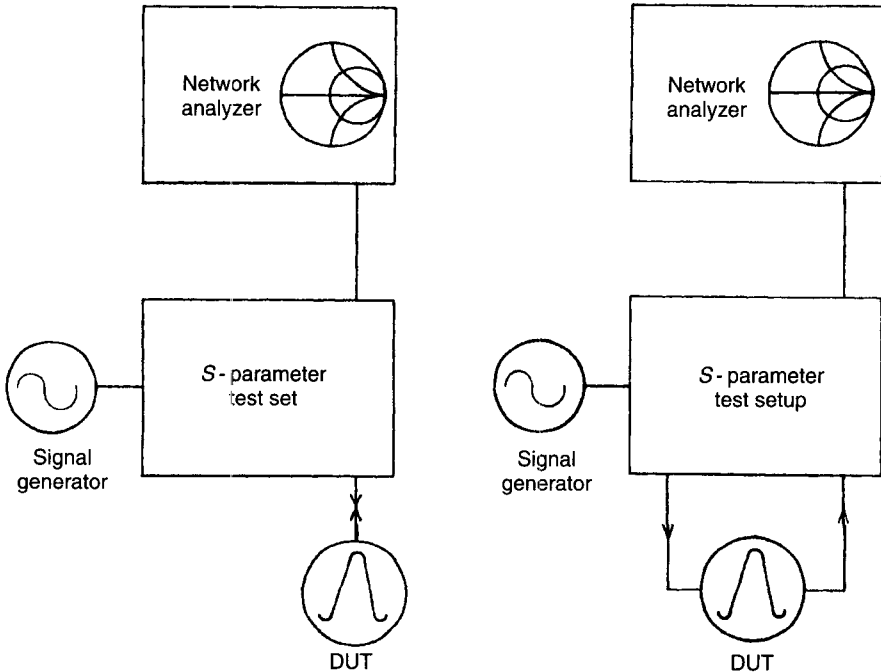 Network
analyzer
S - parameter
test set
Signal
generator
DUT
Network
analyzer
S - parameter
test setup
Signal
generator
DUT